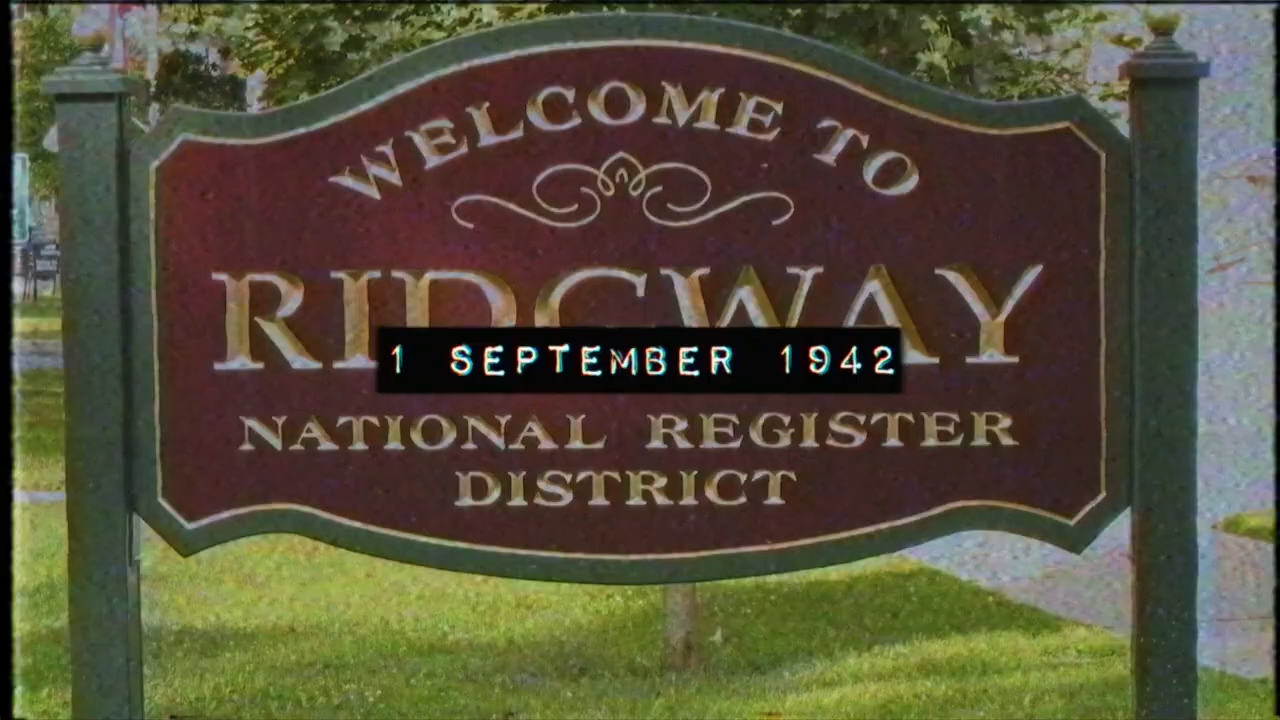 WELCOME TO
RIDGWAY
1 SEPTEMBER 1942
NATIONAL REGISTER
DISTRICT